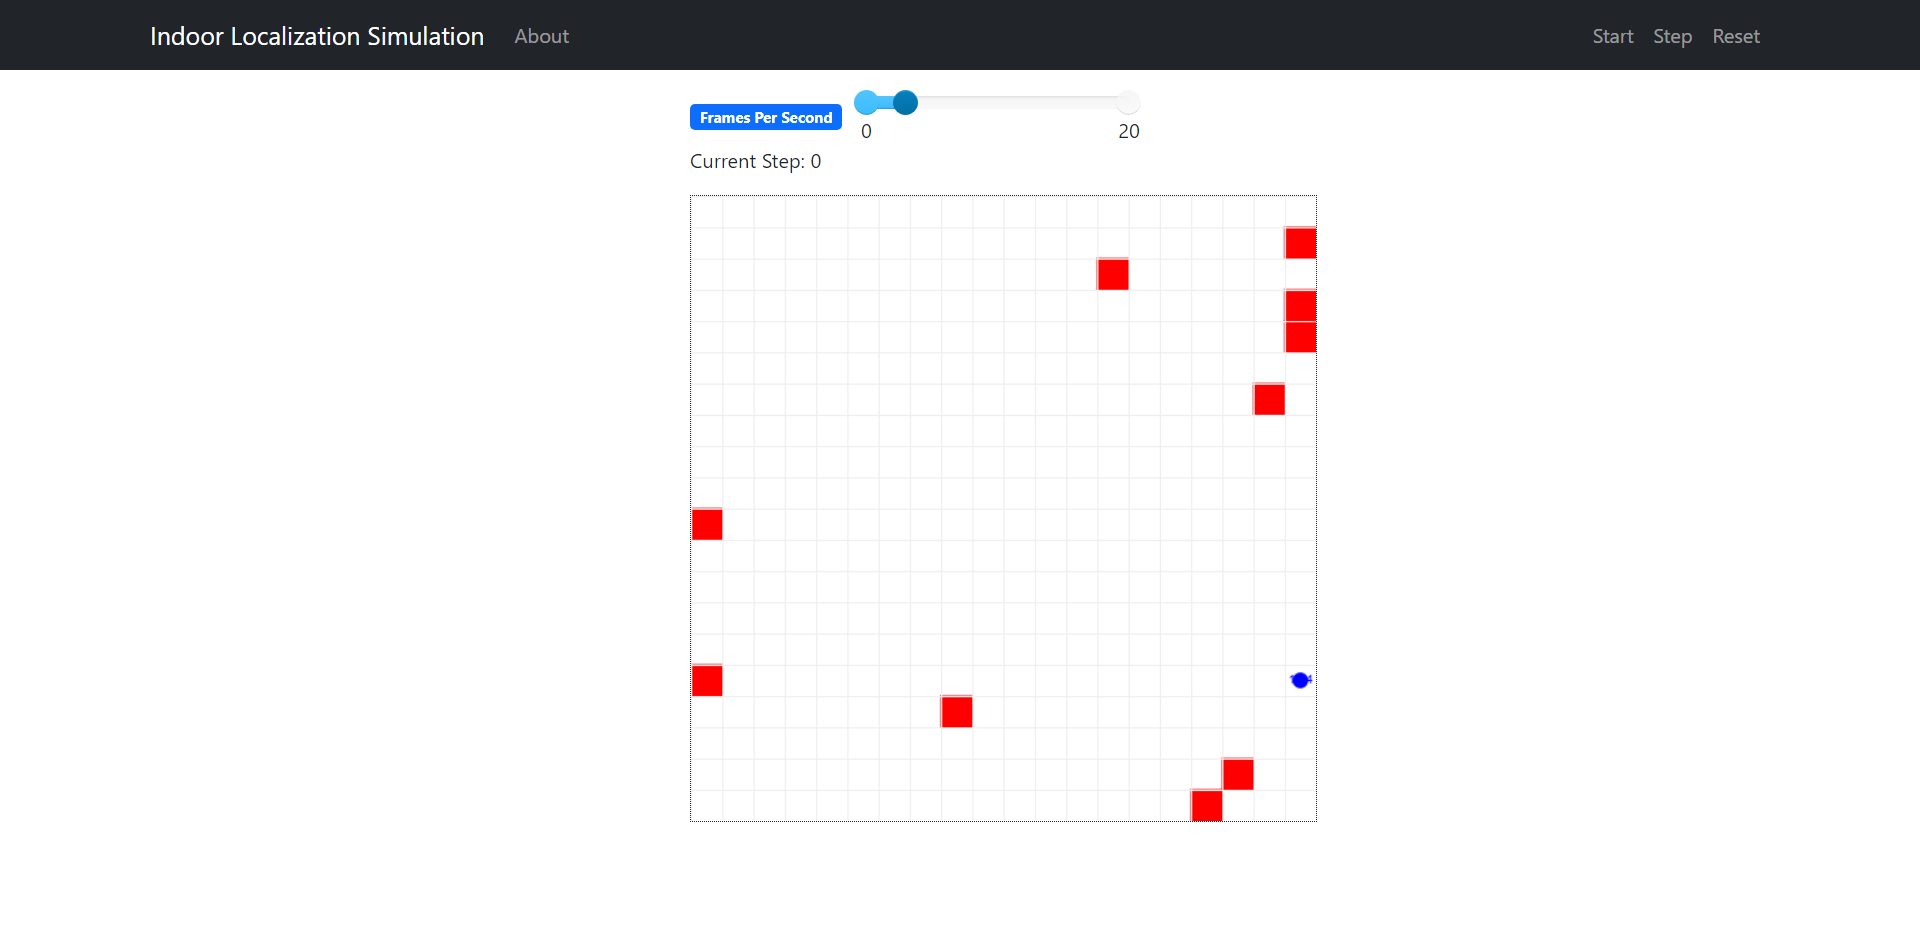 Indoor Localization Simulation About Start Step Reset
Frames Per Second
0 20
Current Step: 0